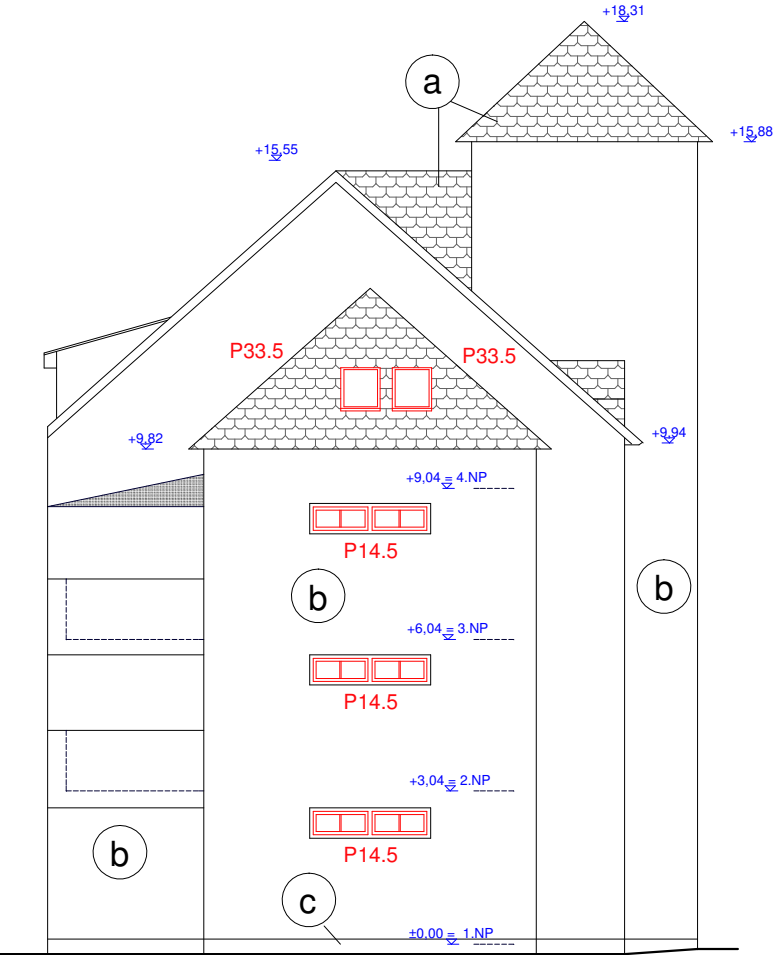 +18,31
a
+15,88
+15,55
P33.5
P33.5
+9,82
+9,94
+9,04 = 4.NP
P14.5
b
b
+6,04 = 3.NP
P14.5
+3,04 = 2.NP
P14.5
b
c
±0,00 = 1.NP